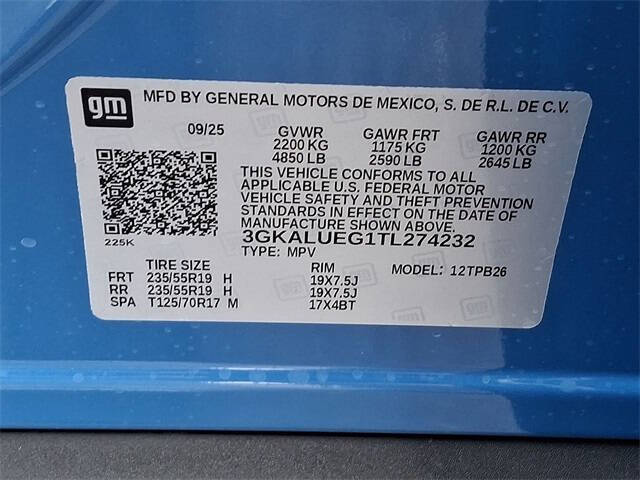 gm MFD BY GENERAL MOTORS DE MEXICO, S. DE R.L. DE C.V.
09/25 GVWR GAWR FRT GAWR RR
2200 KG 1175 KG 1200 KG
4850 LB 2590 LB 2645 LB
THIS VEHICLE CONFORMS TO ALL
APPLICABLE U.S. FEDERAL MOTOR
VEHICLE SAFETY AND THEFT PREVENTION
STANDARDS IN EFFECT ON THE DATE OF
MANUFACTURE SHOWN ABOVE.
225K 3GKALUEG1TL274232
TYPE: MPV
TIRE SIZE RIM MODEL: 12TPB26
FRT 235/55R19 H 19X7.5J
RR 235/55R19 H 19X7.5J
SPA T125/70R17 M 17X4BT